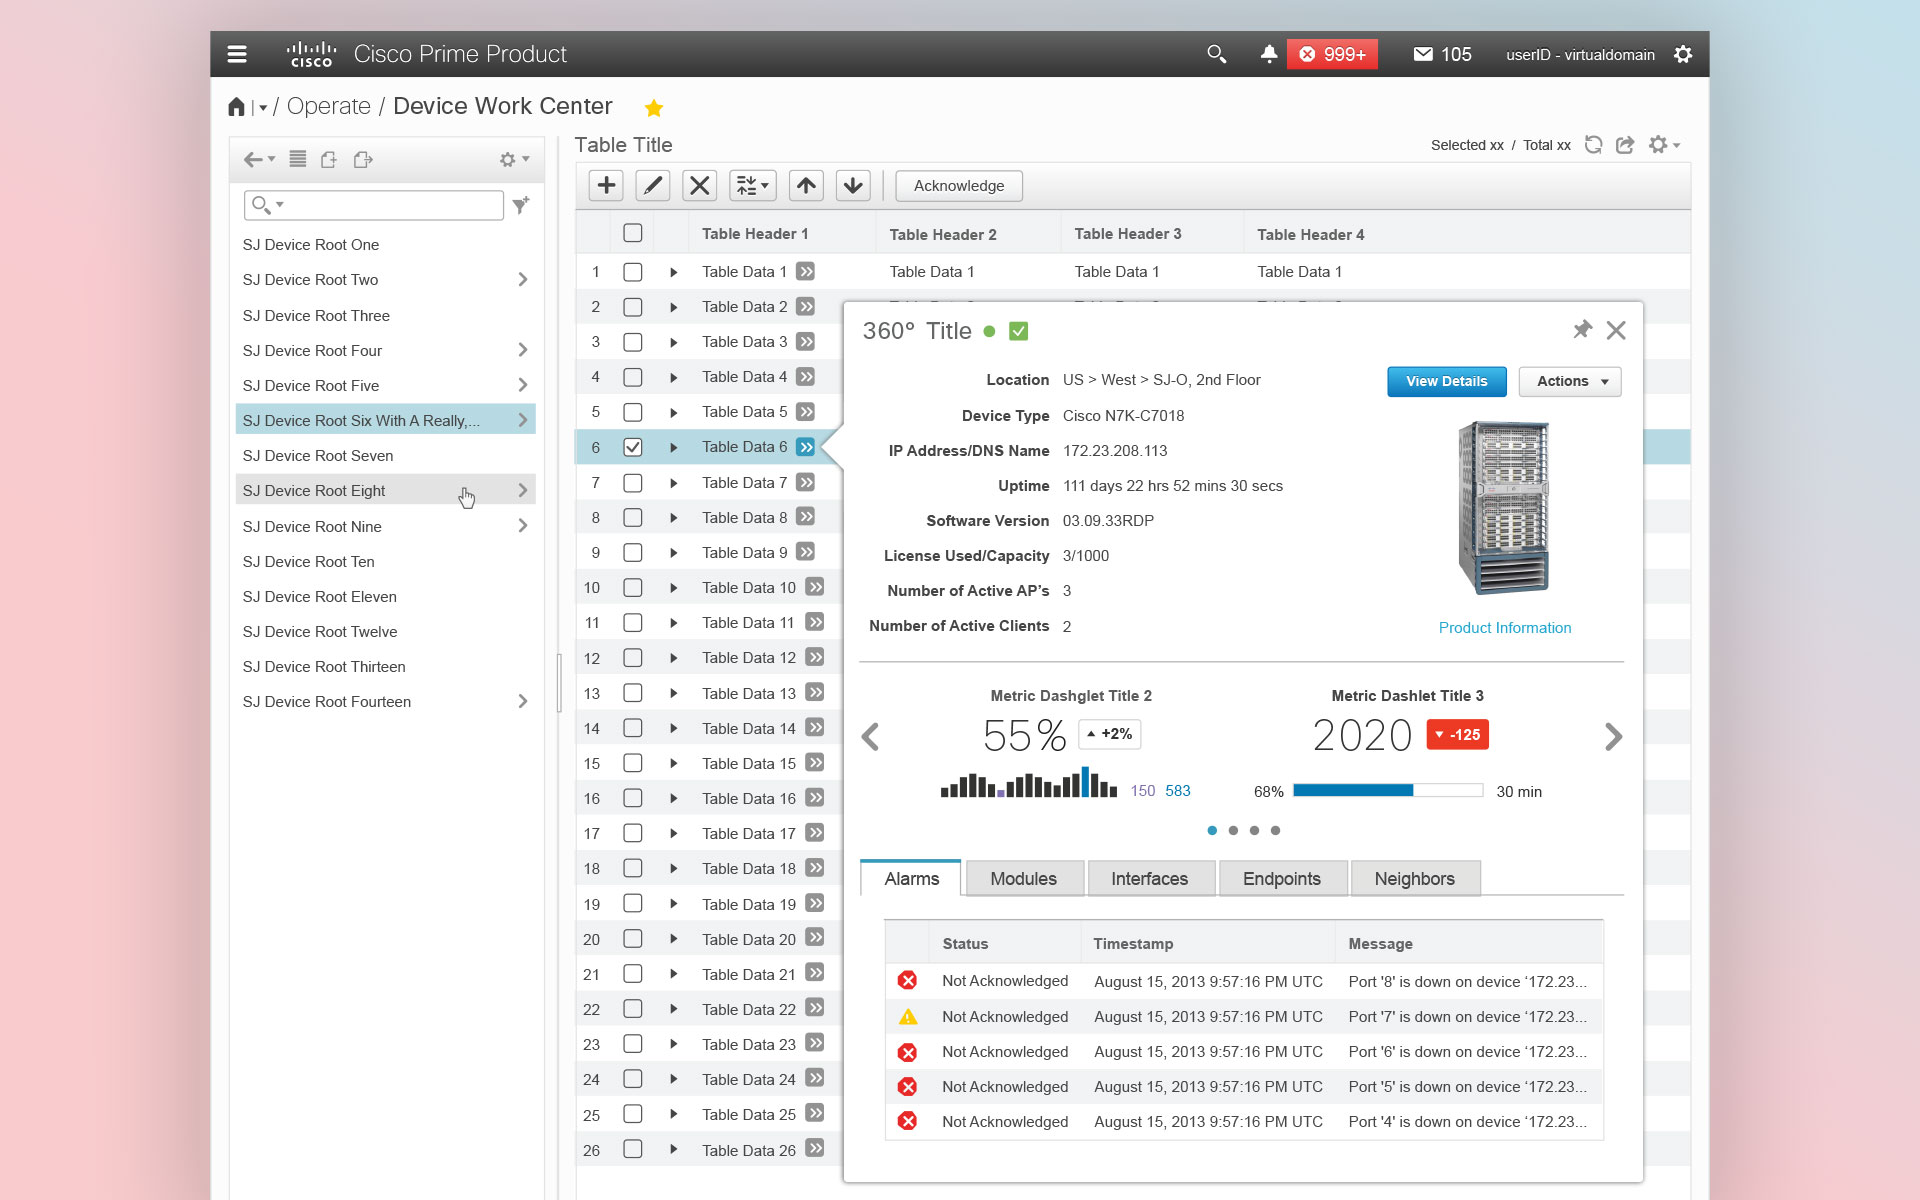 cisco Cisco Prime Product 999+ 105 userID - virtualdomain
/ Operate / Device Work Center
Table Title Selected xx / Total xx
Acknowledge
SJ Device Root One
SJ Device Root Two
SJ Device Root Three
SJ Device Root Four
SJ Device Root Five
SJ Device Root Six With A Really,...
SJ Device Root Seven
SJ Device Root Eight
SJ Device Root Nine
SJ Device Root Ten
SJ Device Root Eleven
SJ Device Root Twelve
SJ Device Root Thirteen
SJ Device Root Fourteen
Table Header 1 Table Header 2 Table Header 3 Table Header 4
1 Table Data 1 Table Data 1 Table Data 1 Table Data 1
2 Table Data 2
3 Table Data 3
4 Table Data 4
5 Table Data 5
6 Table Data 6
7 Table Data 7
8 Table Data 8
9 Table Data 9
10 Table Data 10
11 Table Data 11
12 Table Data 12
13 Table Data 13
14 Table Data 14
15 Table Data 15
16 Table Data 16
17 Table Data 17
18 Table Data 18
19 Table Data 19
20 Table Data 20
21 Table Data 21
22 Table Data 22
23 Table Data 23
24 Table Data 24
25 Table Data 25
26 Table Data 26
360° Title
Location US > West > SJ-O, 2nd Floor
View Details Actions
Device Type Cisco N7K-C7018
IP Address/DNS Name 172.23.208.113
Uptime 111 days 22 hrs 52 mins 30 secs
Software Version 03.09.33RDP
License Used/Capacity 3/1000
Number of Active AP's 3
Number of Active Clients 2
Product Information
Metric Dashglet Title 2 Metric Dashlet Title 3
55% +2% 2020 -125
150 583 68% 30 min
Alarms Modules Interfaces Endpoints Neighbors
Status Timestamp Message
Not Acknowledged August 15, 2013 9:57:16 PM UTC Port '8' is down on device ‘172.23...
Not Acknowledged August 15, 2013 9:57:16 PM UTC Port '7' is down on device ‘172.23...
Not Acknowledged August 15, 2013 9:57:16 PM UTC Port '6' is down on device ‘172.23...
Not Acknowledged August 15, 2013 9:57:16 PM UTC Port '5' is down on device ‘172.23...
Not Acknowledged August 15, 2013 9:57:16 PM UTC Port '4' is down on device ‘172.23...